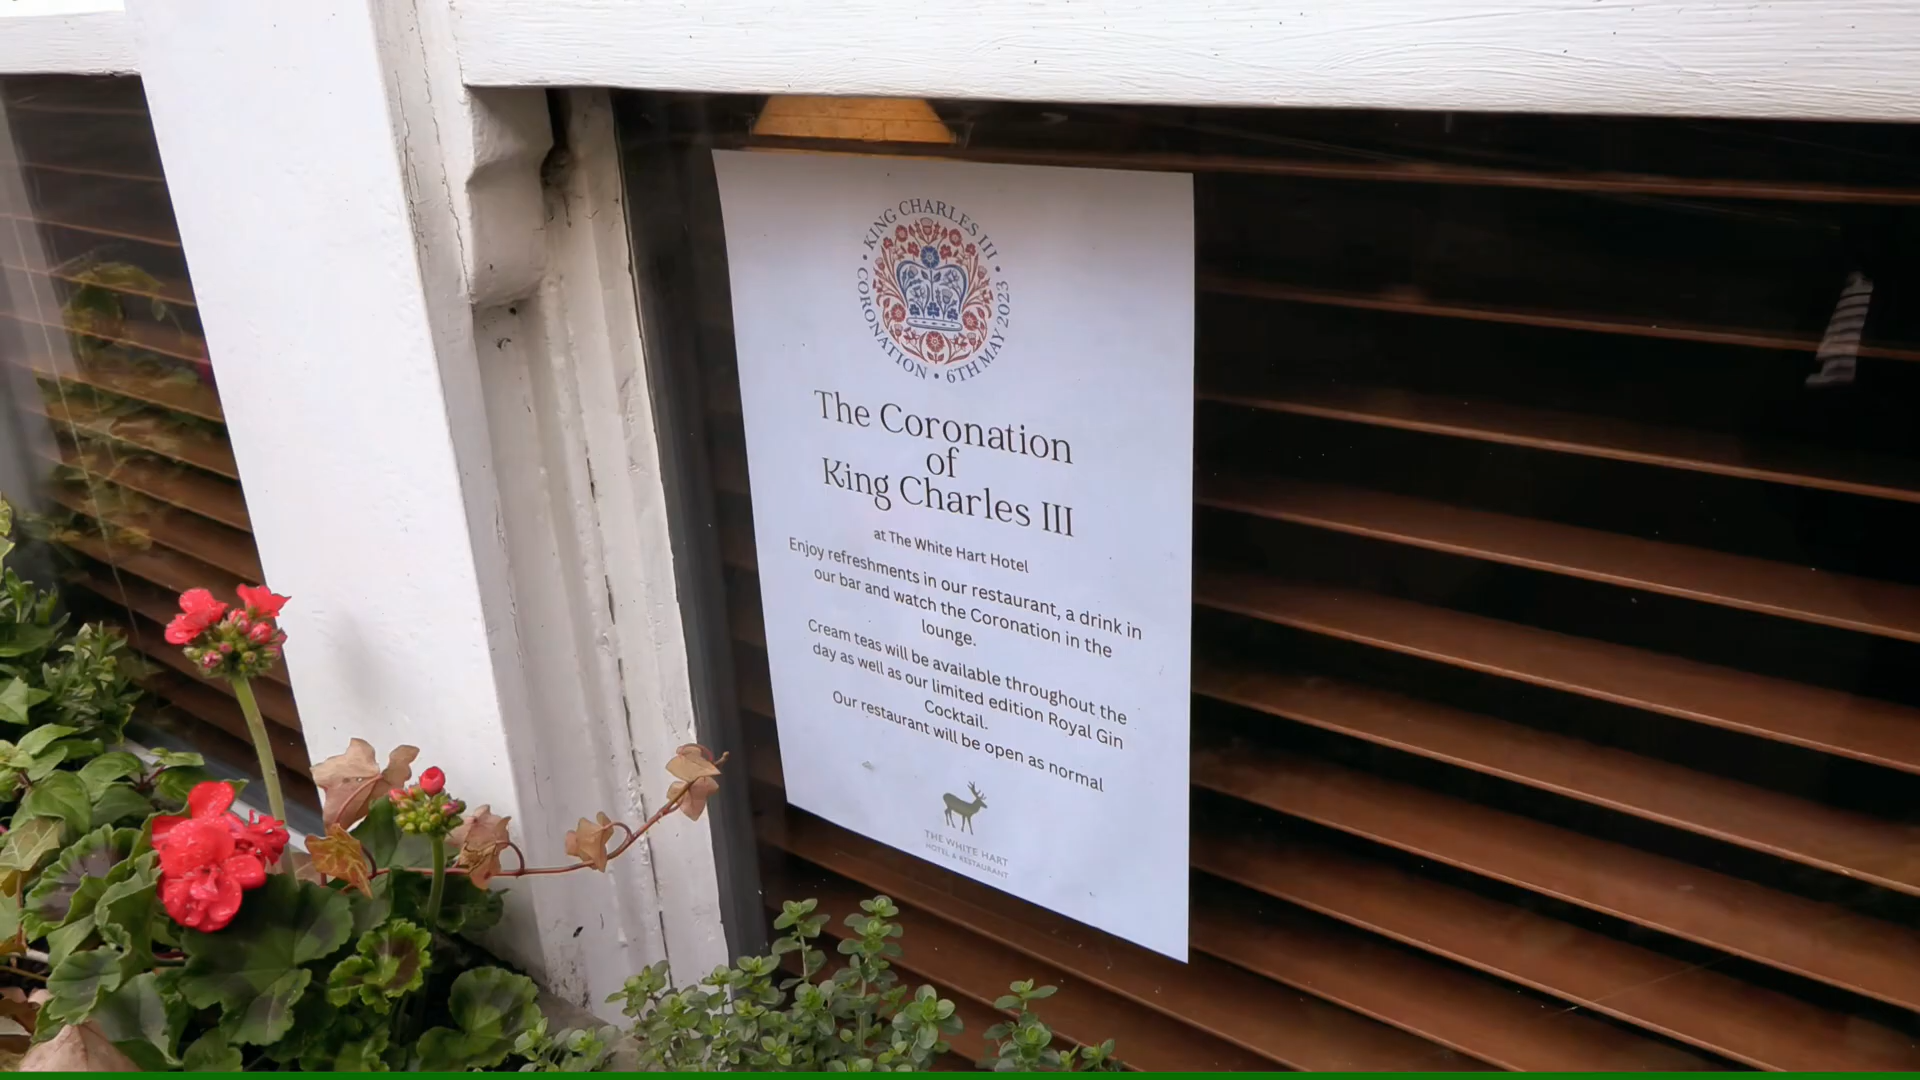 KING CHARLES III • CORONATION • 6TH MAY 2023 •
The Coronation
of
King Charles III
at The White Hart Hotel
Enjoy refreshments in our restaurant, a drink in
our bar and watch the Coronation in the
lounge.
Cream teas will be available throughout the
day as well as our limited edition Royal Gin
Cocktail.
Our restaurant will be open as normal
THE WHITE HART
HOTEL & RESTAURANT